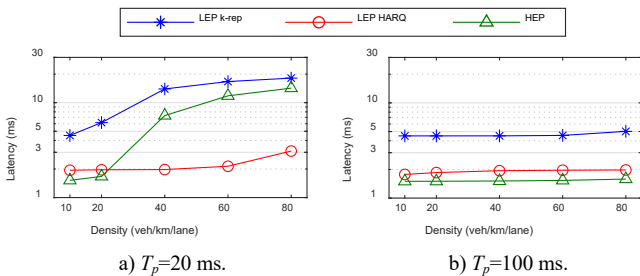 LEP k-rep LEP HARQ HEP
30
10
5
3
1
Latency (ms)
10 20 40 60 80
Density (veh/km/lane)
a) Tp=20 ms.
30
10
5
3
1
Latency (ms)
10 20 40 60 80
Density (veh/km/lane)
b) Tp=100 ms.